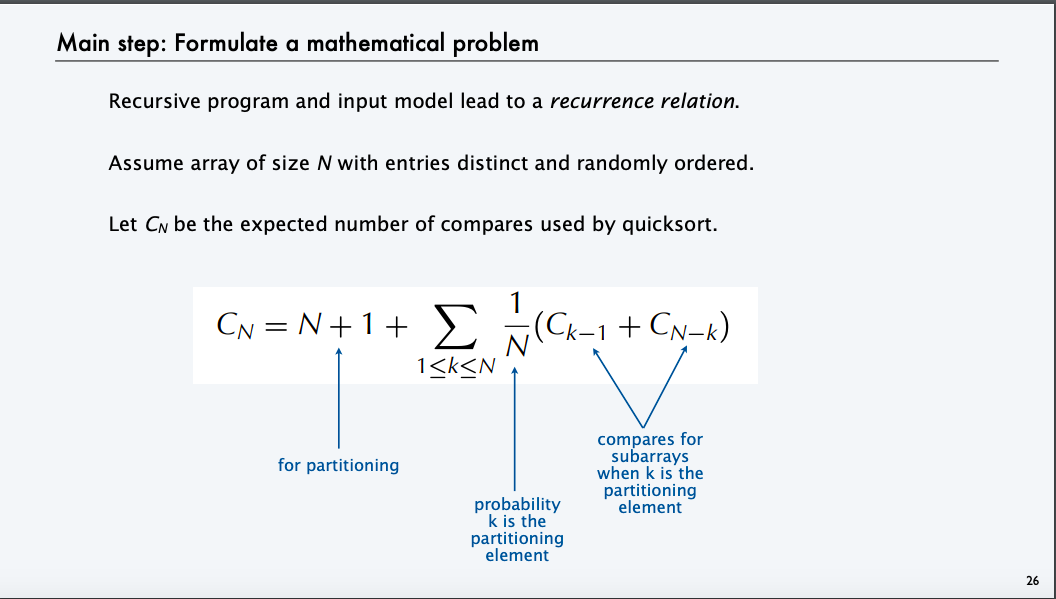 Main step: Formulate a mathematical problem
Recursive program and input model lead to a recurrence relation.
Assume array of size N with entries distinct and randomly ordered.
Let C_N be the expected number of compares used by quicksort.
C_N = N + 1 + ∑_{1≤k≤N} \frac{1}{N}(C_{k−1} + C_{N−k})
for partitioning
probability
k is the
partitioning
element
compares for
subarrays
when k is the
partitioning
element
26